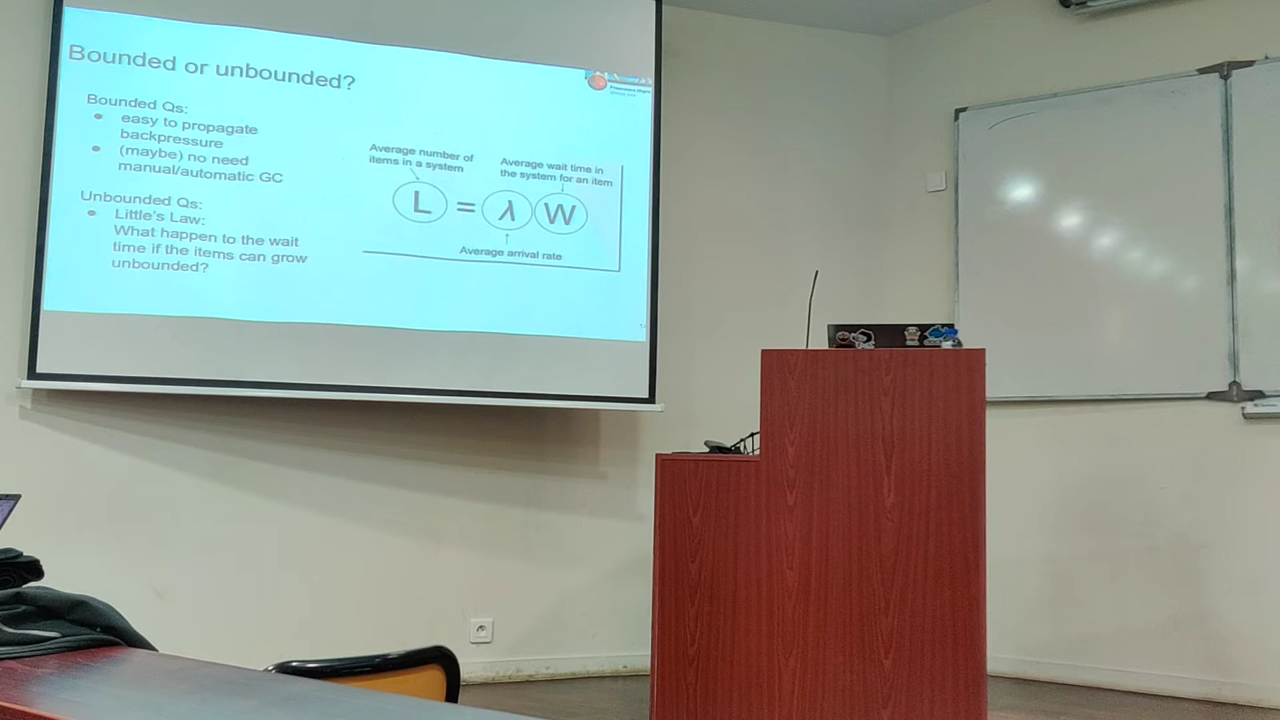 Bounded or unbounded?
Bounded Qs:
easy to propagate
backpressure
(maybe) no need
manual/automatic GC
Unbounded Qs:
Little's Law:
What happen to the wait
time if the items can grow
unbounded?
Average number of
items in a system
Average wait time in
the system for an item
L = λ W
Average arrival rate